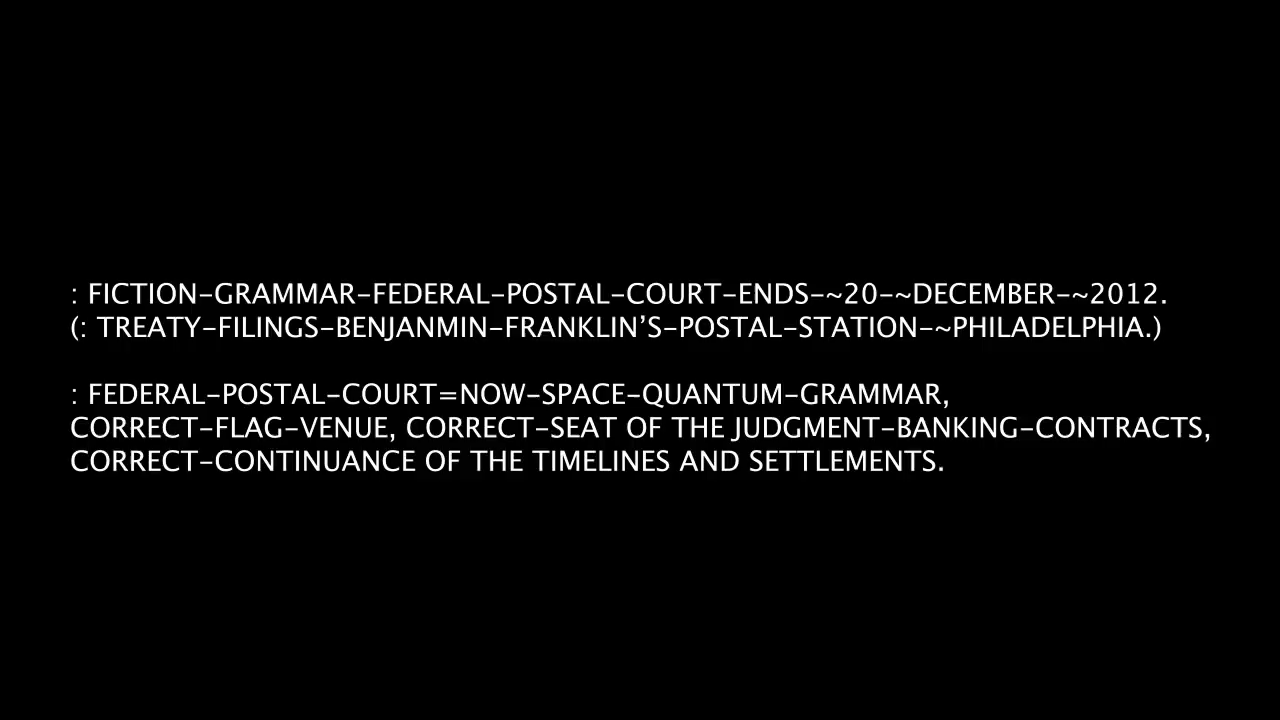 : FICTION-GRAMMAR-FEDERAL-POSTAL-COURT-ENDS-~20-~DECEMBER-~2012.
(: TREATY-FILINGS-BENJANMIN-FRANKLIN’S-POSTAL-STATION-~PHILADELPHIA.)
: FEDERAL-POSTAL-COURT=NOW-SPACE-QUANTUM-GRAMMAR,
CORRECT-FLAG-VENUE, CORRECT-SEAT OF THE JUDGMENT-BANKING-CONTRACTS,
CORRECT-CONTINUANCE OF THE TIMELINES AND SETTLEMENTS.